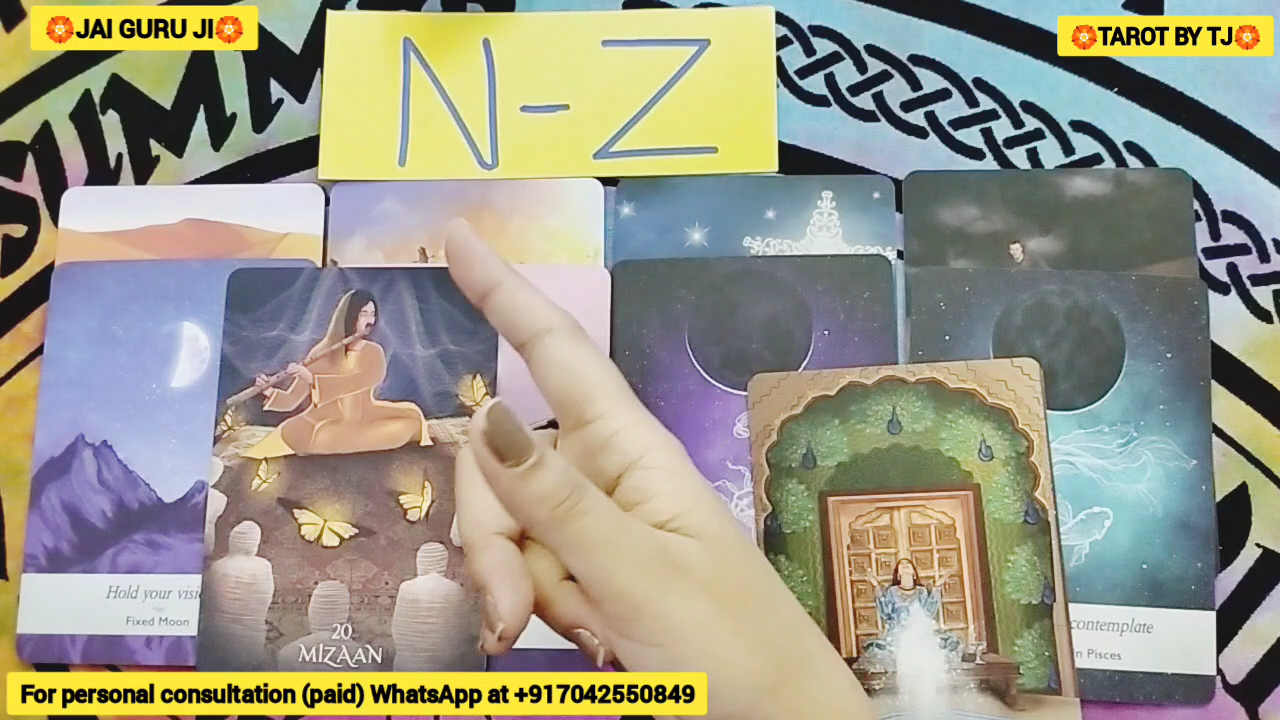 🏵️JAI GURU JI🏵️
🏵️TAROT BY TJ🏵️
SUMM
N-Z
Hold your
Fixed Moon
20
MIZAAN
contemplate
Pisces
For personal consultation (paid) WhatsApp at +917042550849